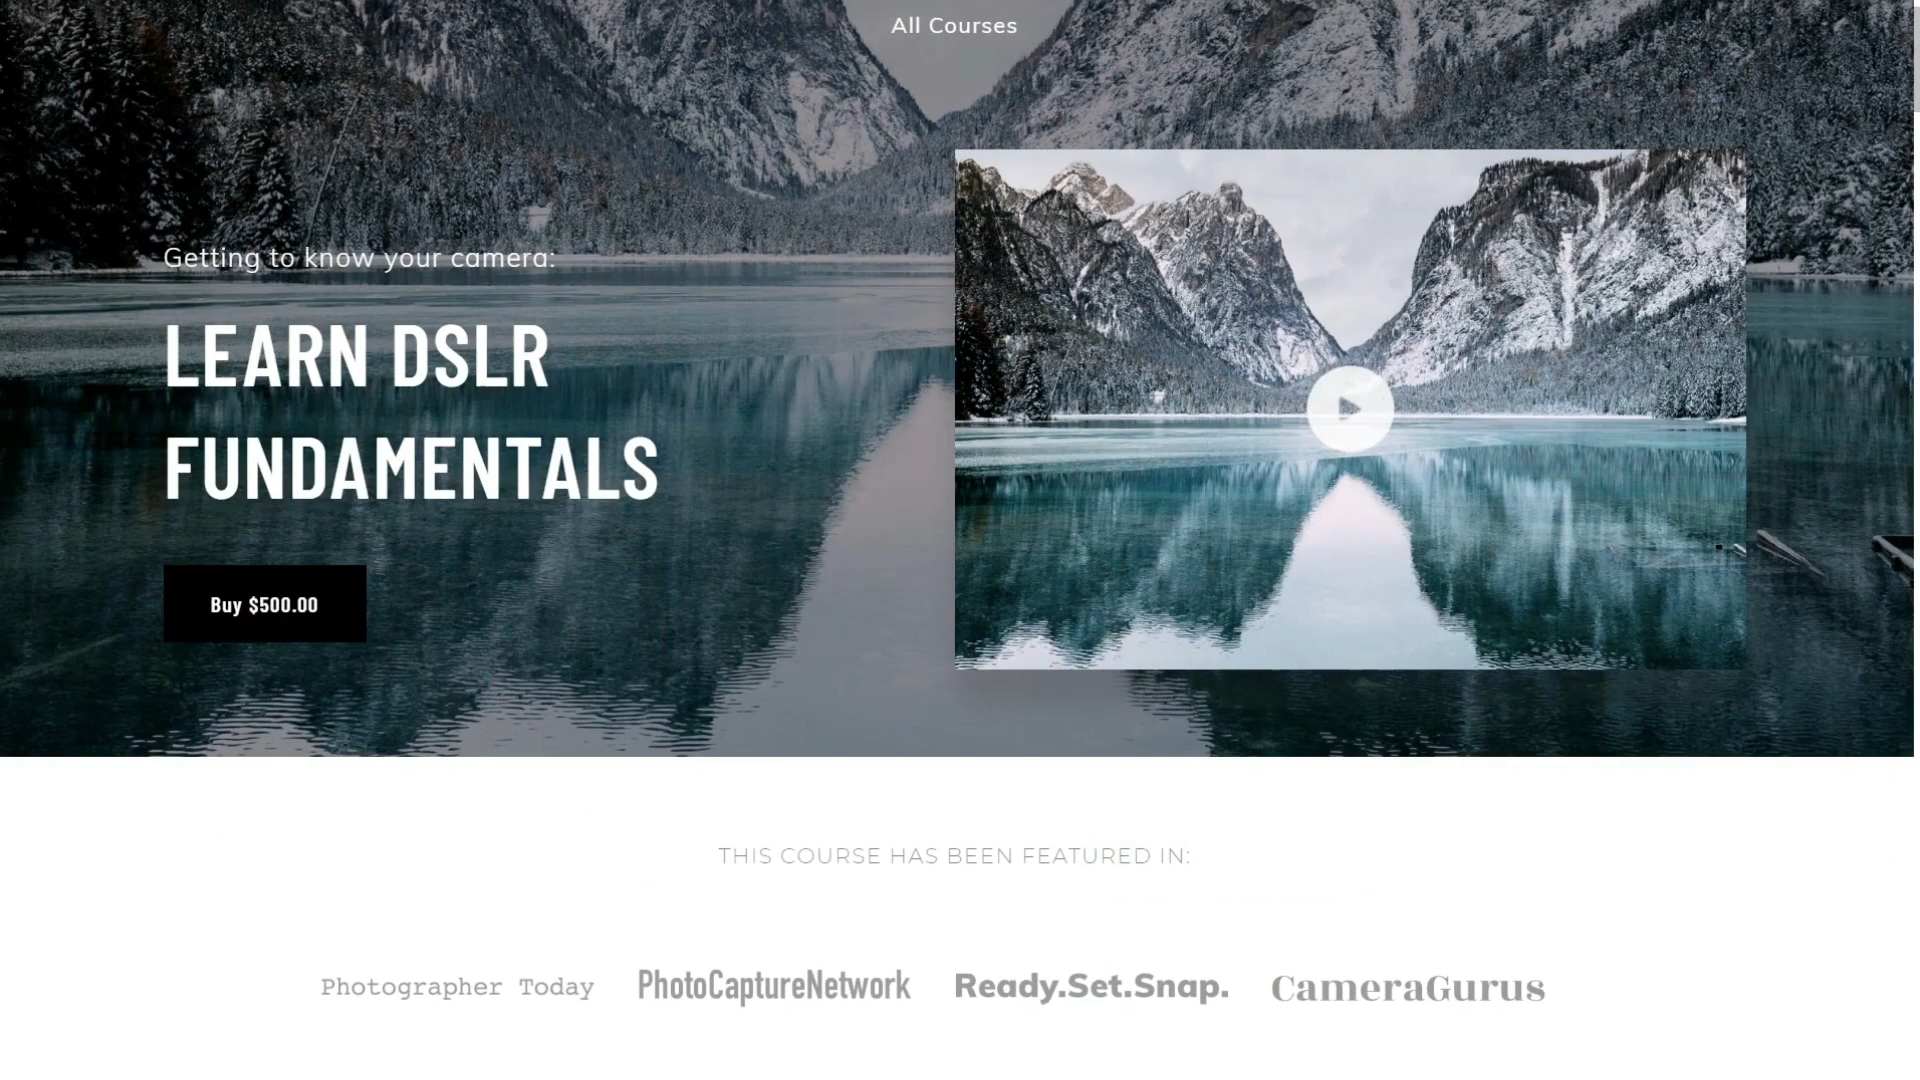 All Courses
Getting to know your camera:
LEARN DSLR
FUNDAMENTALS
Buy $500.00
THIS COURSE HAS BEEN FEATURED IN:
Photographer Today
PhotoCaptureNetwork
Ready.Set.Snap.
CameraGurus